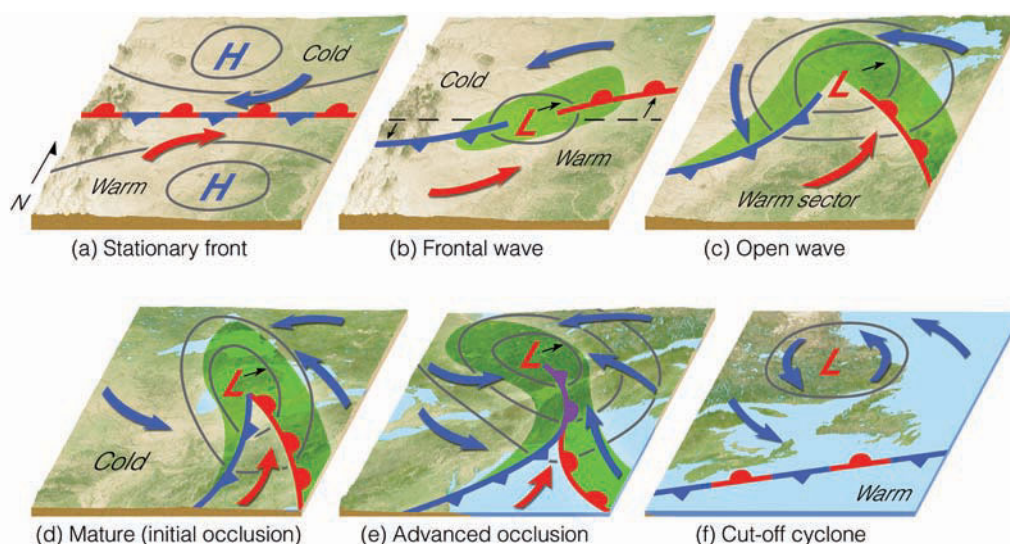 H
Cold
Warm
H
N
(a) Stationary front
Cold
L
Warm
(b) Frontal wave
L
Warm sector
(c) Open wave
L
Cold
(d) Mature (initial occlusion)
L
(e) Advanced occlusion
L
Warm
(f) Cut-off cyclone